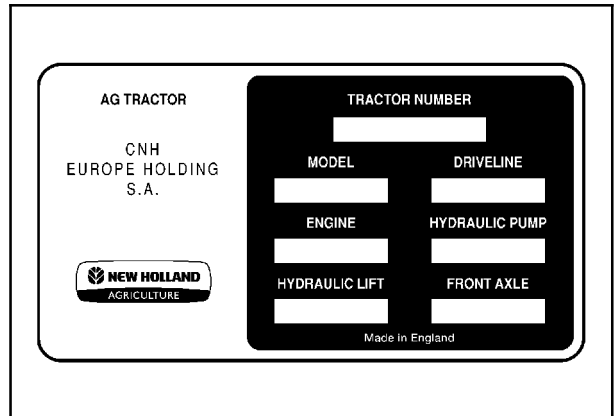 AG TRACTOR
CNH
EUROPE HOLDING
S.A.
NEW HOLLAND
AGRICULTURE
TRACTOR NUMBER
MODEL DRIVELINE
ENGINE HYDRAULIC PUMP
HYDRAULIC LIFT FRONT AXLE
Made in England